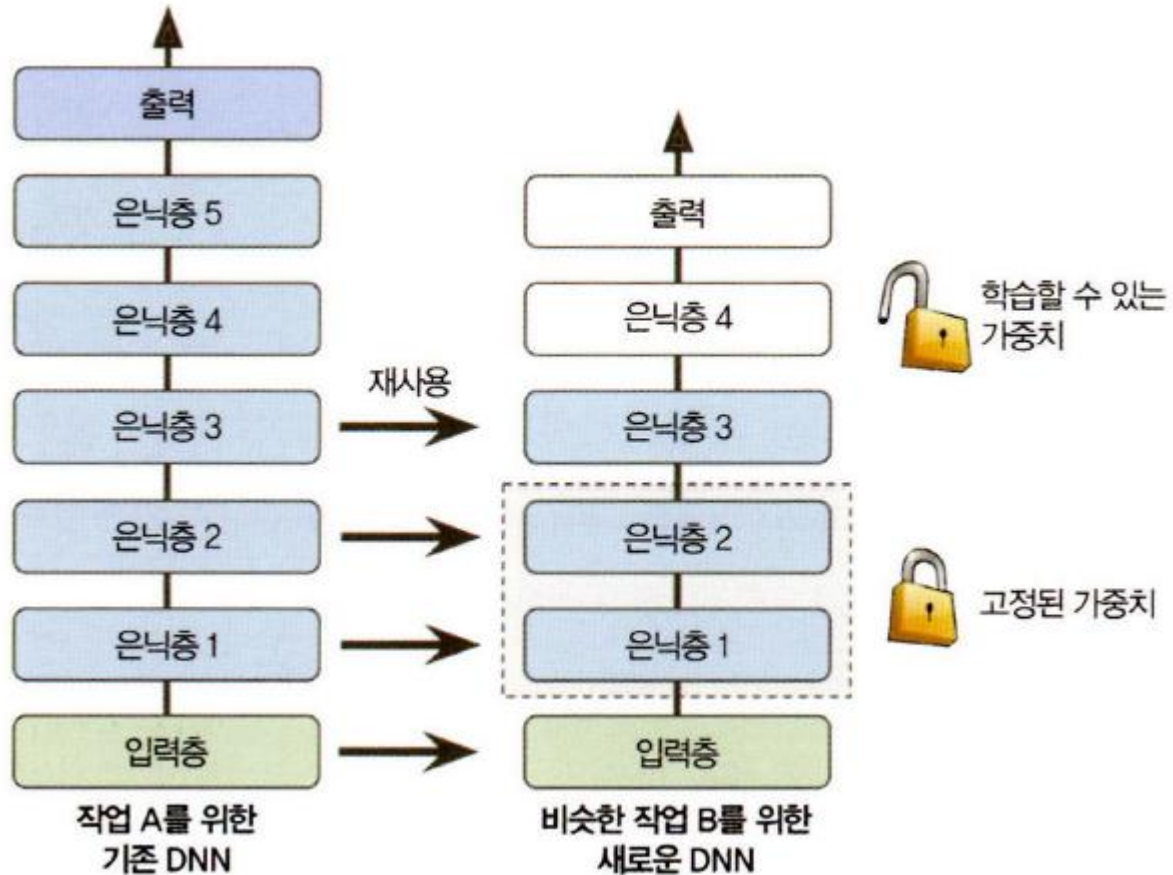 출력
은닉층 5
은닉층 4
은닉층 3
은닉층 2
은닉층 1
입력층
작업 A를 위한
기존 DNN
재사용
출력
은닉층 4
은닉층 3
은닉층 2
은닉층 1
입력층
비슷한 작업 B를 위한
새로운 DNN
학습할 수 있는
가중치
고정된 가중치